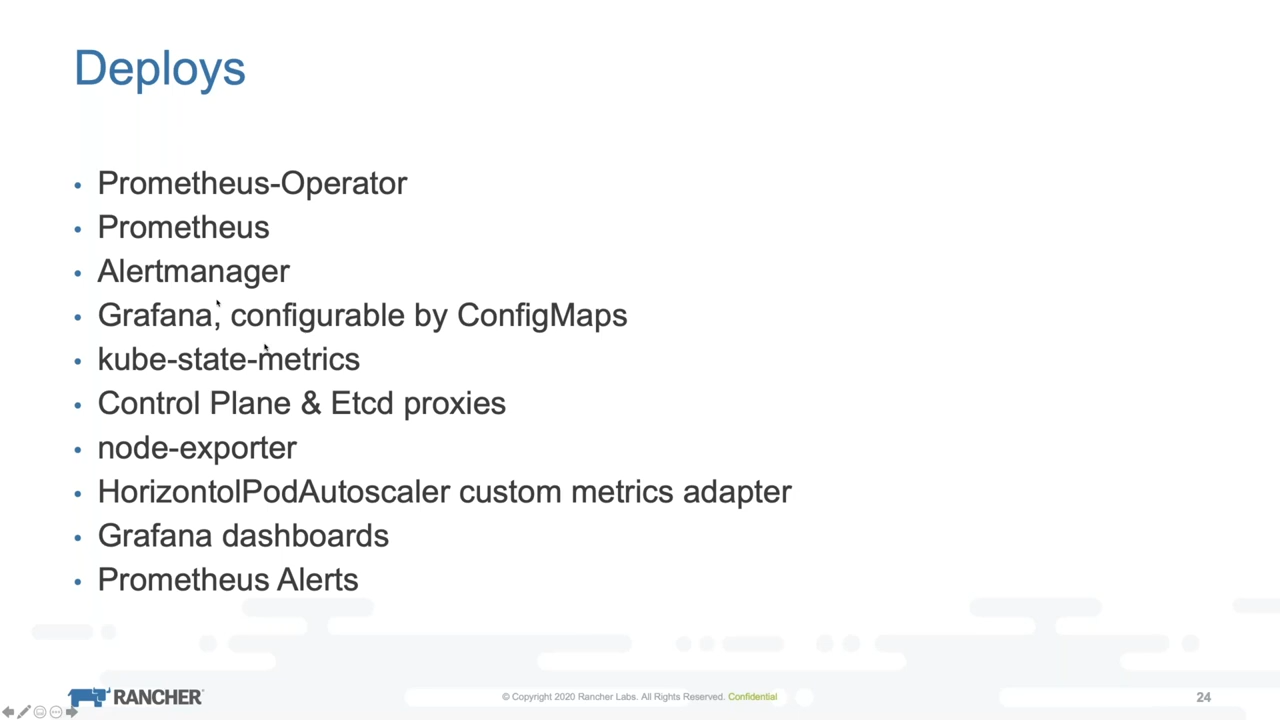 Deploys
• Prometheus-Operator
• Prometheus
• Alertmanager
• Grafana, configurable by ConfigMaps
• kube-state-metrics
• Control Plane & Etcd proxies
• node-exporter
• HorizontolPodAutoscaler custom metrics adapter
• Grafana dashboards
• Prometheus Alerts
RANCHER
© Copyright 2020 Rancher Labs. All Rights Reserved. Confidential
24